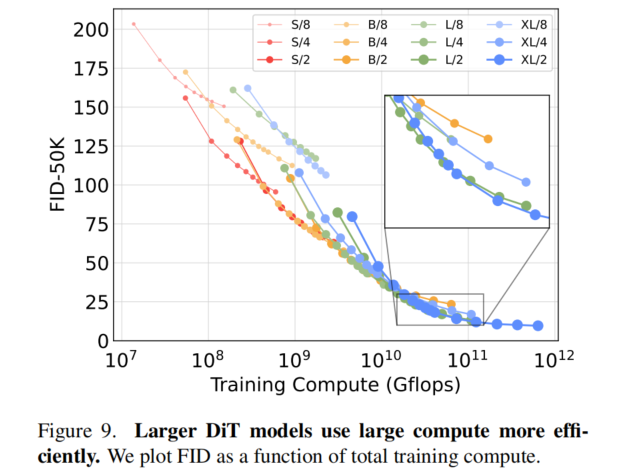 200
175
150
125
100
75
50
25
0
FID-50K
S/8 B/8 L/8 XL/8
S/4 B/4 L/4 XL/4
S/2 B/2 L/2 XL/2
10⁷ 10⁸ 10⁹ 10¹⁰ 10¹¹ 10¹²
Training Compute (Gflops)
Figure 9. Larger DiT models use large compute more effi-
ciently. We plot FID as a function of total training compute.